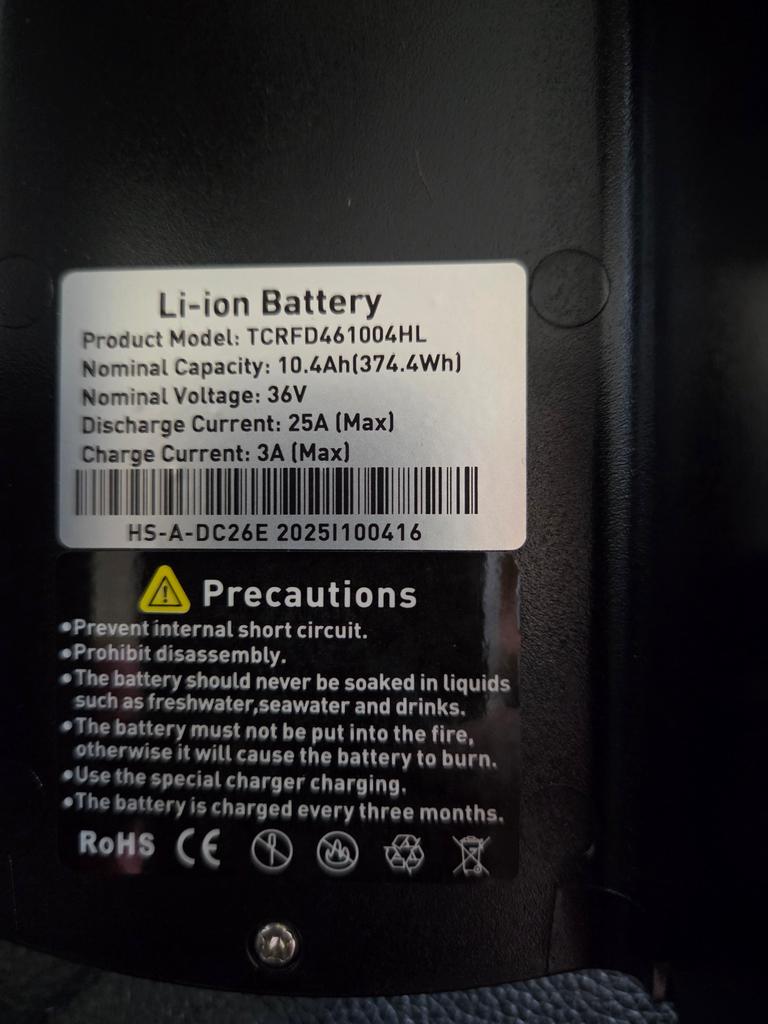 Li-ion Battery
Product Model: TCRFD461004HL
Nominal Capacity: 10.4Ah(374.4Wh)
Nominal Voltage: 36V
Discharge Current: 25A (Max)
Charge Current: 3A (Max)
HS-A-DC26E 2025I100416
Precautions
•Prevent internal short circuit.
•Prohibit disassembly.
•The battery should never be soaked in liquids
such as freshwater,seawater and drinks.
•The battery must not be put into the fire,
otherwise it will cause the battery to burn.
•Use the special charger charging.
•The battery is charged every three months.
RoHS CE